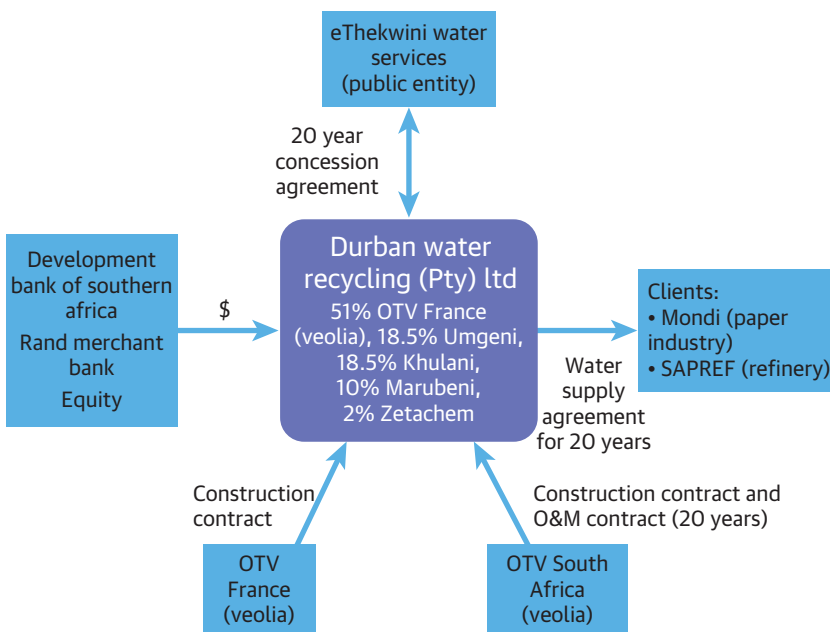 eThekwini water
services
(public entity)
20 year
concession
agreement
Development
bank of southern
africa
Rand merchant
bank
Equity
$
Durban water
recycling (Pty) ltd
51% OTV France
(veolia), 18.5% Umgeni,
18.5% Khulani,
10% Marubeni,
2% Zetachem
Clients:
• Mondi (paper
industry)
• SAPREF (refinery)
Water
supply
agreement
for 20 years
Construction
contract
Construction contract and
O&M contract (20 years)
OTV
France
(veolia)
OTV South
Africa
(veolia)